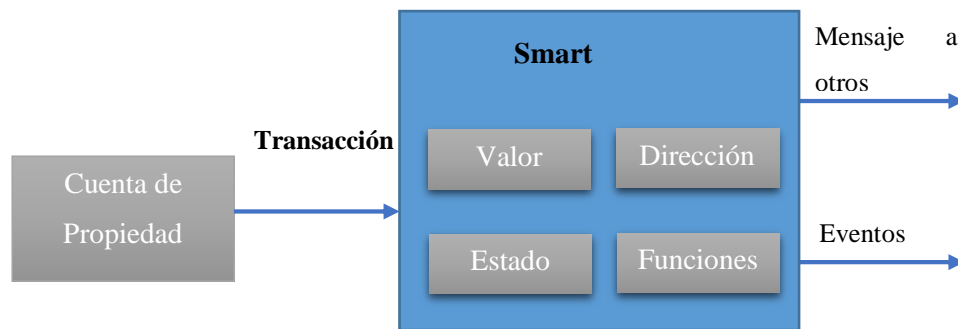 Cuenta de
Propiedad
Transacción
Smart
Valor
Dirección
Estado
Funciones
Mensaje a
otros
Eventos